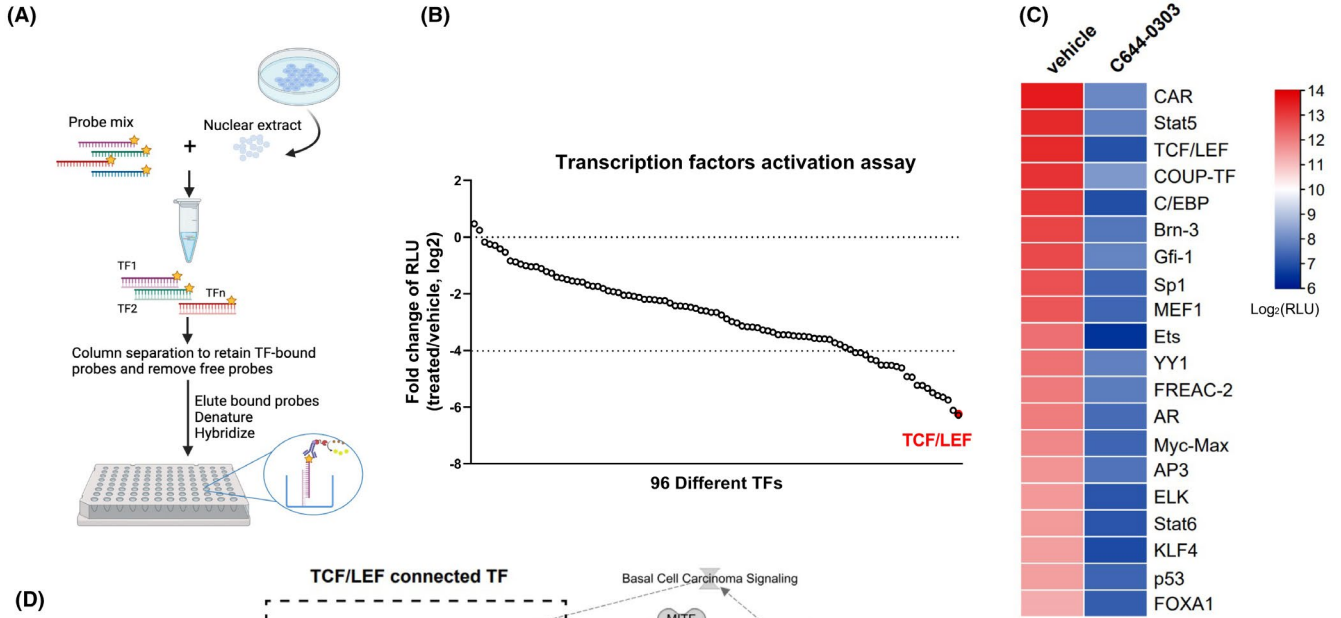 (A)
Probe mix
+
Nuclear extract
TF1
TFn
TF2
Column separation to retain TF-bound
probes and remove free probes
Elute bound probes
Denature
Hybridize
(B)
Transcription factors activation assay
Fold change of RLU
(treated/vehicle, log2)
2
0
-2
-4
-6
-8
TCF/LEF
96 Different TFs
(C)
vehicle
C644-0303
CAR
Stat5
TCF/LEF
COUP-TF
C/EBP
Brn-3
Gfi-1
Sp1
MEF1
Ets
YY1
FREAC-2
AR
Myc-Max
AP3
ELK
Stat6
KLF4
p53
FOXA1
14
13
12
11
10
9
8
7
6
Log2(RLU)
(D)
TCF/LEF connected TF
Basal Cell Carcinoma Signaling
MITF